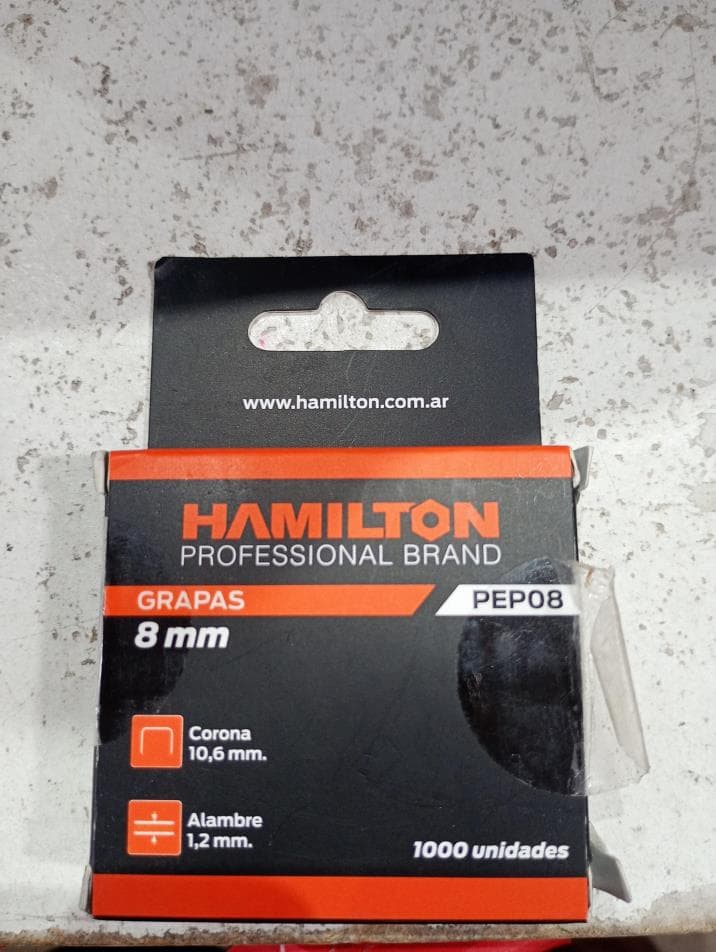 www.hamilton.com.ar
HAMILTON
PROFESSIONAL BRAND
GRAPAS
PEP08
8 mm
Corona
10,6 mm.
Alambre
1,2 mm.
1000 unidades